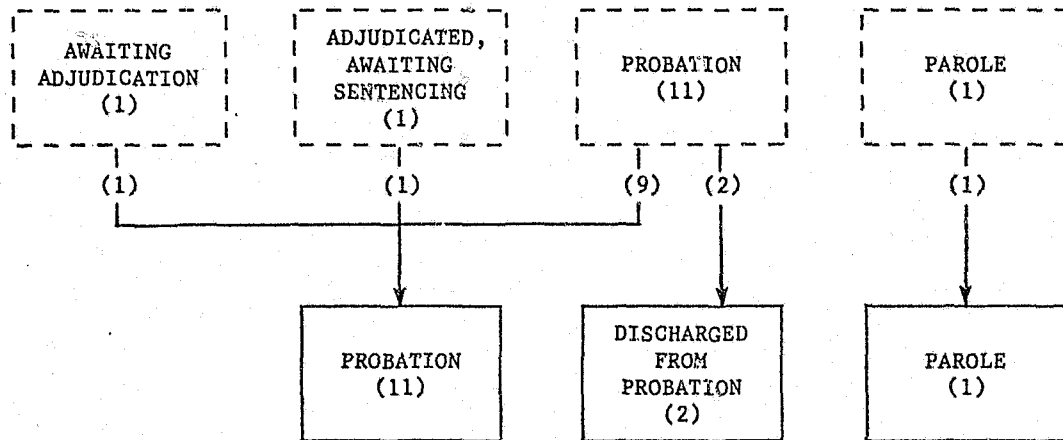 AWAITING
ADJUDICATION
(1)
ADJUDICATED,
AWAITING
SENTENCING
(1)
PROBATION
(11)
PAROLE
(1)
(1)
(1)
(9)
(2)
(1)
PROBATION
(11)
DISCHARGED
FROM
PROBATION
(2)
PAROLE
(1)